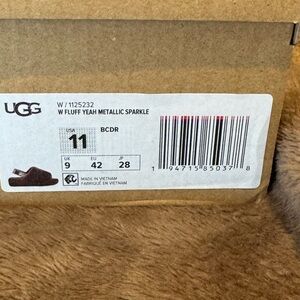 UGG
W / 1125232
W FLUFF YEAH METALLIC SPARKLE
USA
11
BCDR
UK
9
EU
42
JP
28
MADE IN VIETNAM
FABRIQUÉ EN VIETNAM
1 94715 85037 8